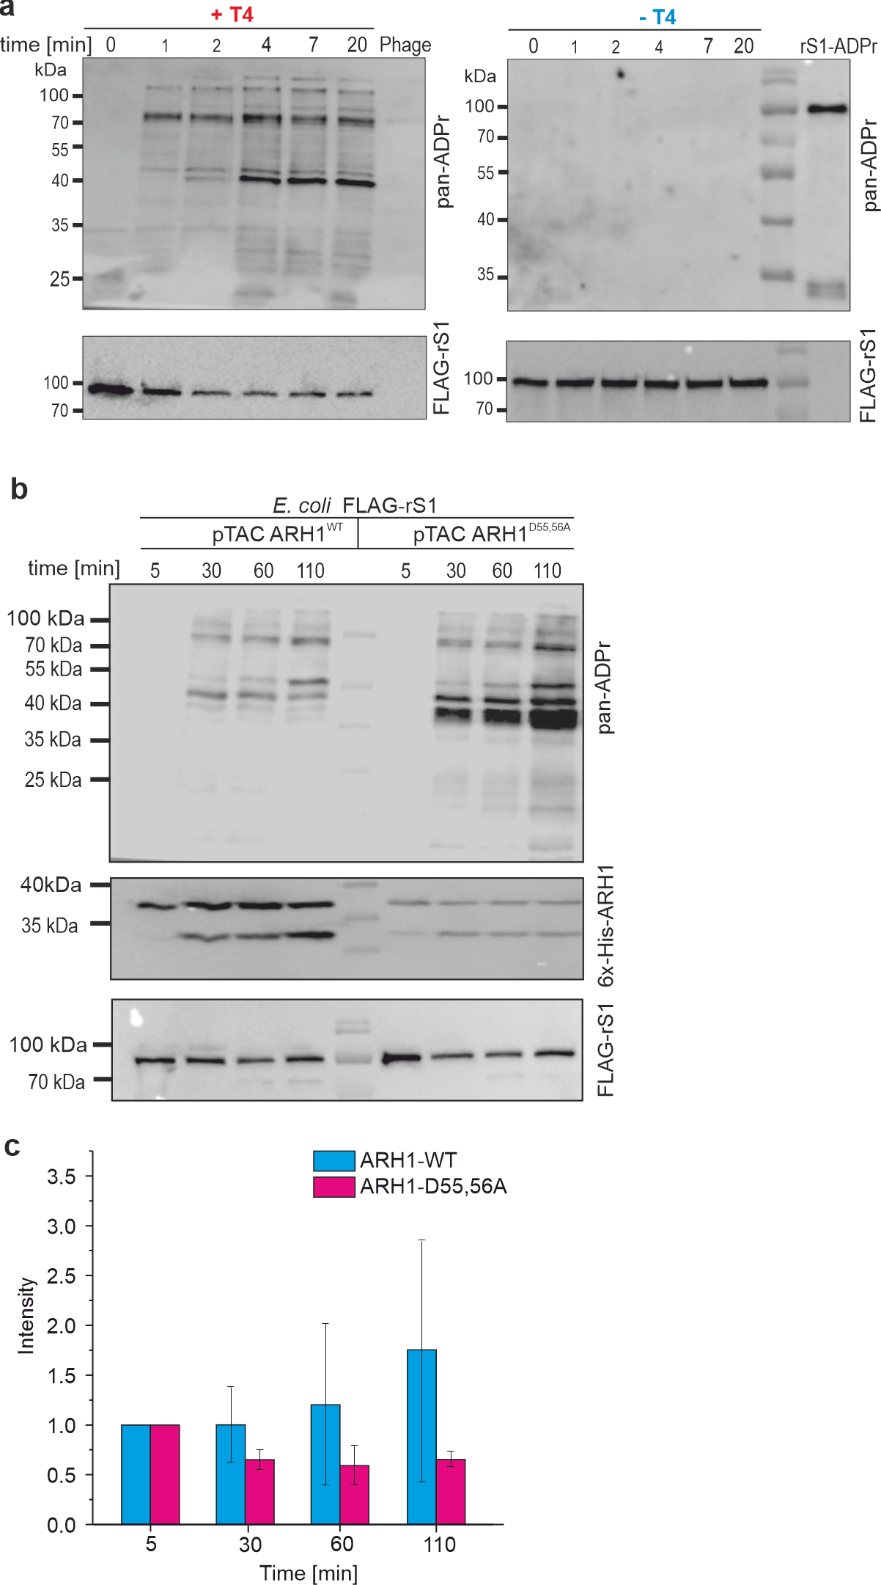 a
+ T4
time [min] 0 1 2 4 7 20 Phage
kDa
100
70
55
40
35
25
pan-ADPr
100
70
FLAG-rS1
- T4
0 1 2 4 7 20 rS1-ADPr
kDa
100
70
55
40
35
pan-ADPr
100
70
FLAG-rS1
b
E. coli FLAG-rS1
pTAC ARH1WT pTAC ARH1D55,56A
time [min] 5 30 60 110 5 30 60 110
100 kDa
70 kDa
55 kDa
40 kDa
35 kDa
25 kDa
pan-ADPr
40kDa
35 kDa
6x-His-ARH1
100 kDa
70 kDa
FLAG-rS1
c
ARH1-WT
ARH1-D55,56A
3.5
3.0
2.5
2.0
1.5
1.0
0.5
0.0
Intensity
5 30 60 110
Time [min]